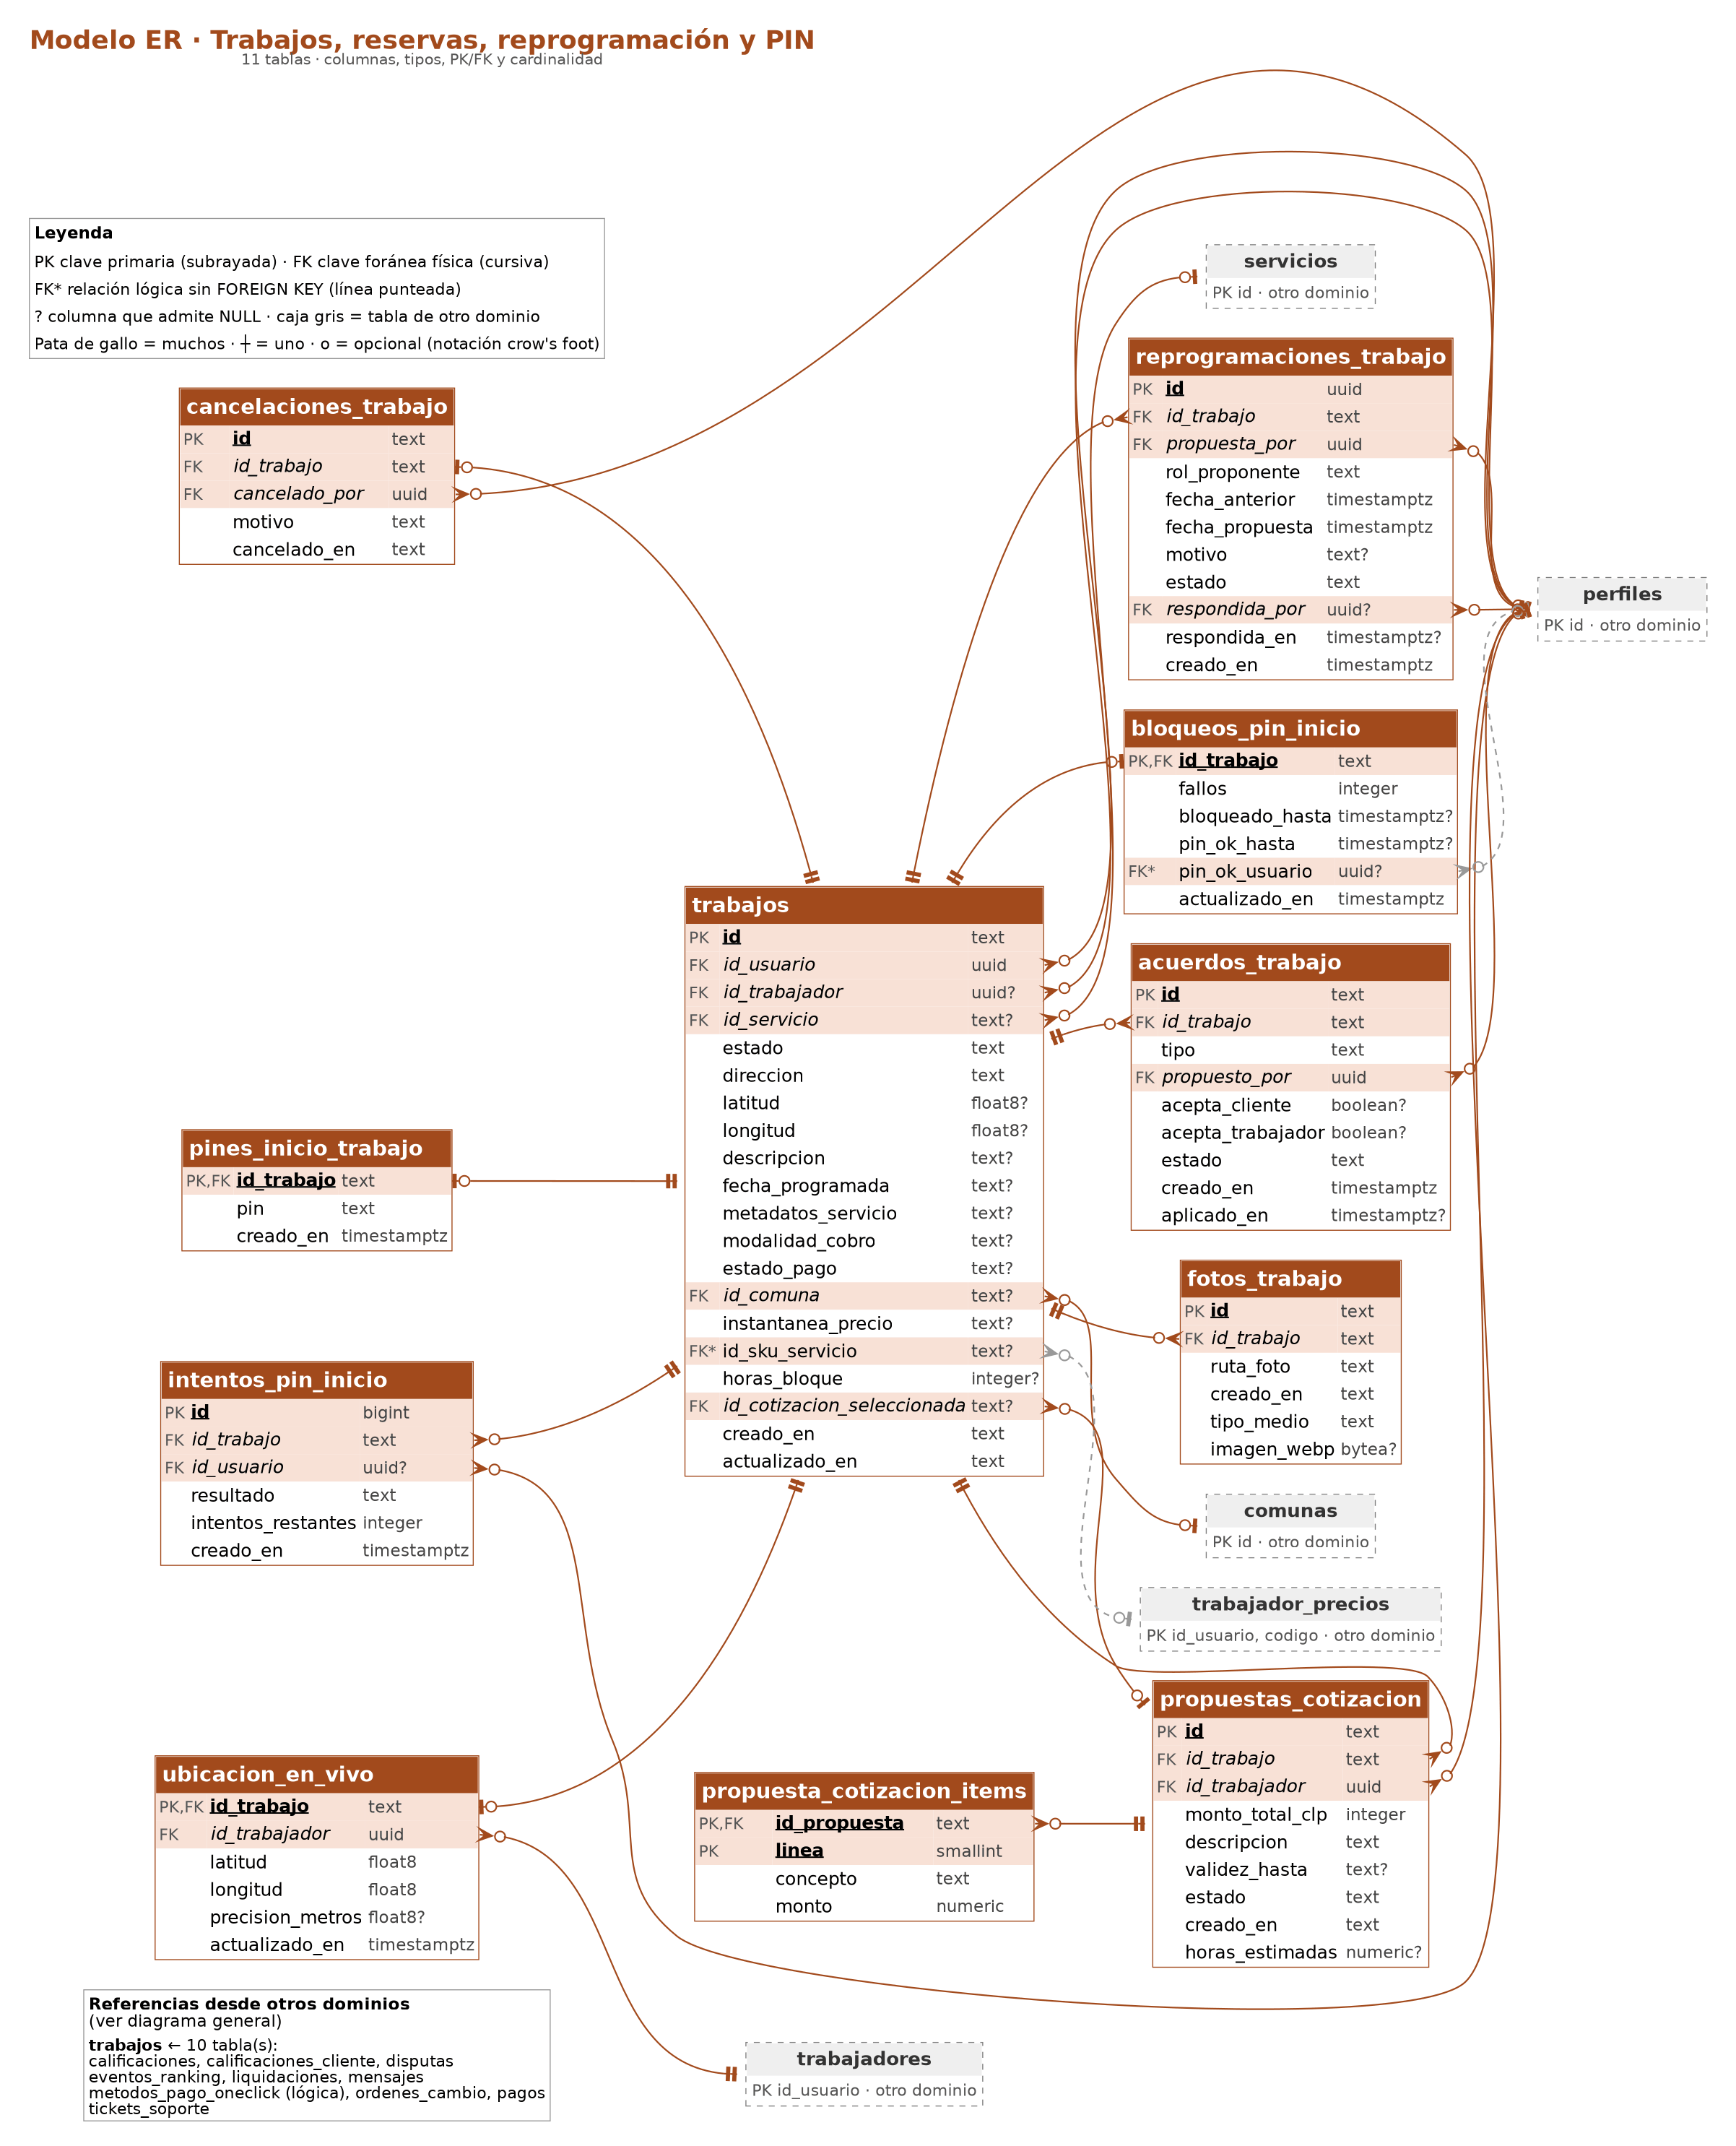 Modelo ER · Trabajos, reservas, reprogramación y PIN
11 tablas · columnas, tipos, PK/FK y cardinalidad
Leyenda
PK clave primaria (subrayada) · FK clave foránea física (cursiva)
FK* relación lógica sin FOREIGN KEY (línea punteada)
? columna que admite NULL · caja gris = tabla de otro dominio
Pata de gallo = muchos · ┼ = uno · o = opcional (notación crow's foot)
servicios
PK id · otro dominio
reprogramaciones_trabajo
PK id uuid
FK id_trabajo text
FK propuesta_por uuid
rol_proponente text
fecha_anterior timestamptz
fecha_propuesta timestamptz
motivo text?
estado text
FK respondida_por uuid?
respondida_en timestamptz?
creado_en timestamptz
cancelaciones_trabajo
PK id text
FK id_trabajo text
FK cancelado_por uuid
motivo text
cancelado_en text
perfiles
PK id · otro dominio
bloqueos_pin_inicio
PK,FK id_trabajo text
fallos integer
bloqueado_hasta timestamptz?
pin_ok_hasta timestamptz?
FK* pin_ok_usuario uuid?
actualizado_en timestamptz
trabajos
PK id text
FK id_usuario uuid
FK id_trabajador uuid?
FK id_servicio text?
estado text
direccion text
latitud float8?
longitud float8?
descripcion text?
fecha_programada text?
metadatos_servicio text?
modalidad_cobro text?
estado_pago text?
FK id_comuna text?
instantanea_precio text?
FK* id_sku_servicio text?
horas_bloque integer?
FK id_cotizacion_seleccionada text?
creado_en text
actualizado_en text
acuerdos_trabajo
PK id text
FK id_trabajo text
tipo text
FK propuesto_por uuid
acepta_cliente boolean?
acepta_trabajador boolean?
estado text
creado_en timestamptz
aplicado_en timestamptz?
pines_inicio_trabajo
PK,FK id_trabajo text
pin text
creado_en timestamptz
fotos_trabajo
PK id text
FK id_trabajo text
ruta_foto text
creado_en text
tipo_medio text
imagen_webp bytea?
intentos_pin_inicio
PK id bigint
FK id_trabajo text
FK id_usuario uuid?
resultado text
intentos_restantes integer
creado_en timestamptz
comunas
PK id · otro dominio
trabajador_precios
PK id_usuario, codigo · otro dominio
propuestas_cotizacion
PK id text
FK id_trabajo text
FK id_trabajador uuid
monto_total_clp integer
descripcion text
validez_hasta text?
estado text
creado_en text
horas_estimadas numeric?
ubicacion_en_vivo
PK,FK id_trabajo text
FK id_trabajador uuid
latitud float8
longitud float8
precision_metros float8?
actualizado_en timestamptz
propuesta_cotizacion_items
PK,FK id_propuesta text
PK linea smallint
concepto text
monto numeric
Referencias desde otros dominios
(ver diagrama general)
trabajos ← 10 tabla(s):
calificaciones, calificaciones_cliente, disputas
eventos_ranking, liquidaciones, mensajes
metodos_pago_oneclick (lógica), ordenes_cambio, pagos
tickets_soporte
trabajadores
PK id_usuario · otro dominio